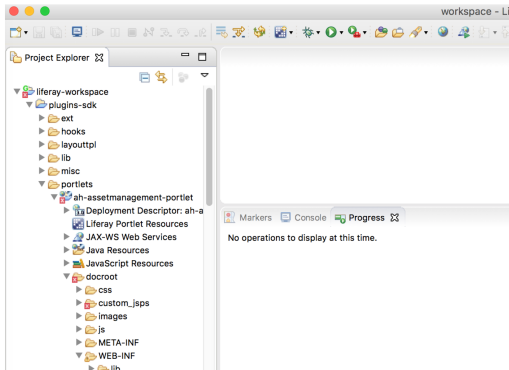 workspace - Li
Project Explorer
liferay-workspace
plugins-sdk
ext
hooks
layouttpl
lib
misc
portlets
ah-assetmanagement-portlet
Deployment Descriptor: ah-a
Liferay Portlet Resources
JAX-WS Web Services
Java Resources
JavaScript Resources
docroot
css
custom_jsps
images
js
META-INF
WEB-INF
lib
Markers Console Progress
No operations to display at this time.